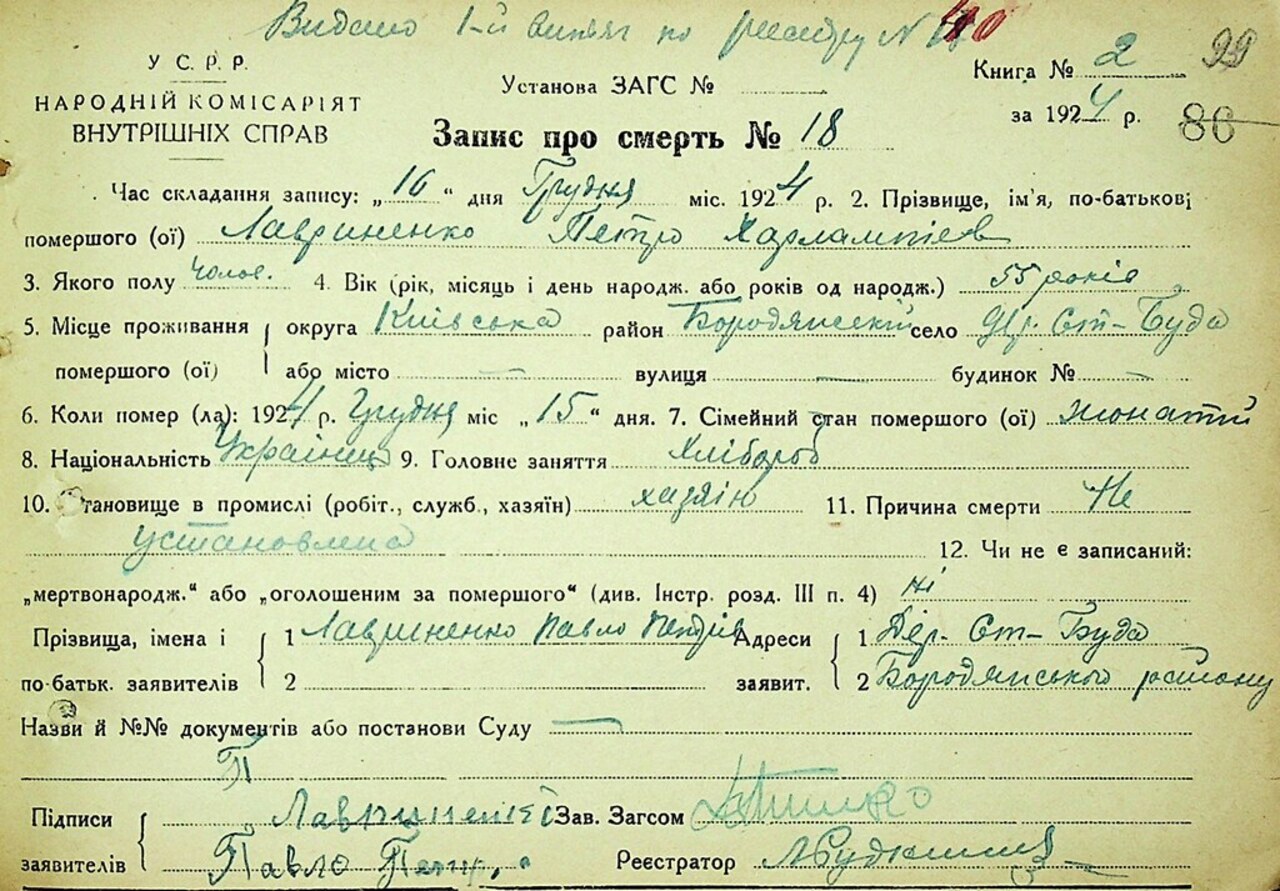 Видано 1-й витяг по реєстру N 40
У С. Р. Р.
НАРОДНІЙ КОМІСАРІЯТ
ВНУТРІШНІХ СПРАВ
Установа ЗАГС №
Книга № 2 99
за 1924 р. 86
Запис про смерть № 18
Час складання запису: „16“ дня Грудня міс. 1924 р. 2. Прізвище, ім'я, по-батькові
помершого (ої) Лавриненко Петро Харлампієв
3. Якого полу чолов. 4. Вік (рік, місяць і день народж. або років од народж.) 55 років
5. Місце проживання округа Київська район Бородянський село дер. Ст-Буда
помершого (ої) або місто — вулиця — будинок № —
6. Коли помер (ла): 1924 р. Грудня міс „15“ дня. 7. Сімейний стан помершого (ої) жонатий
8. Національність Українець 9. Головне заняття Хлібороб
10. Становище в промислі (робіт., служб., хазяїн) хазяїн 11. Причина смерти Не
установлена 12. Чи не є записаний:
„мертвонародж.“ або „оголошеним за помершого“ (див. Інстр. розд. III п. 4) ні
Прізвища, імена і 1 Лавриненко Павло Петрів Адреси 1 Дер. Ст-Буда
по-батьк. заявителів 2 заявит. 2 Бородянського району
Назви й №№ документів або постанови Суду —
П
Підписи Лавриненко Зав. Загсом
заявителів Павло Петр. Реєстратор